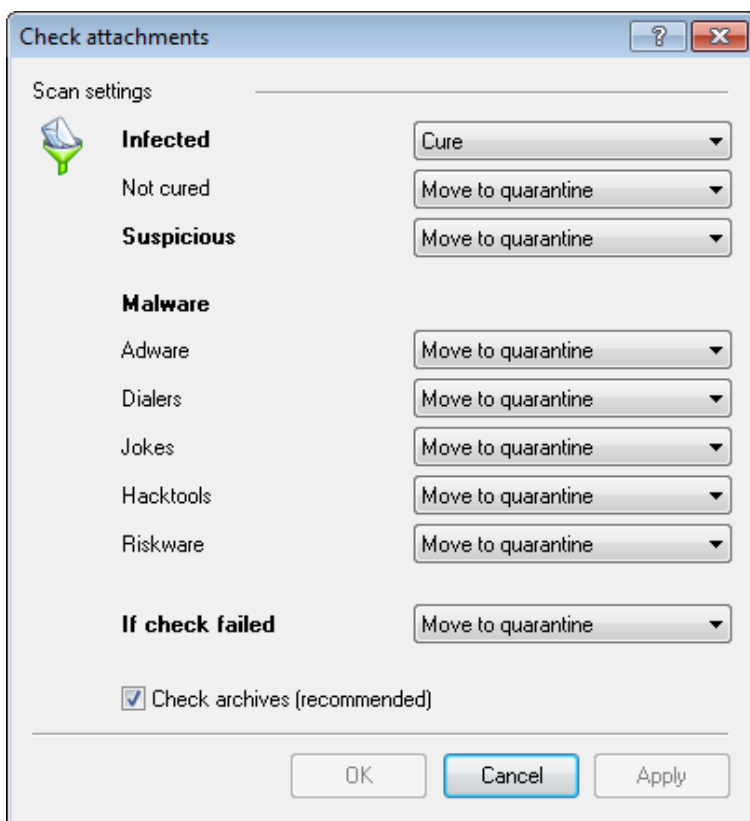 Check attachments
?
Scan settings
Infected Cure
Not cured Move to quarantine
Suspicious Move to quarantine
Malware
Adware Move to quarantine
Dialers Move to quarantine
Jokes Move to quarantine
Hacktools Move to quarantine
Riskware Move to quarantine
If check failed Move to quarantine
Check archives (recommended)
OK Cancel Apply